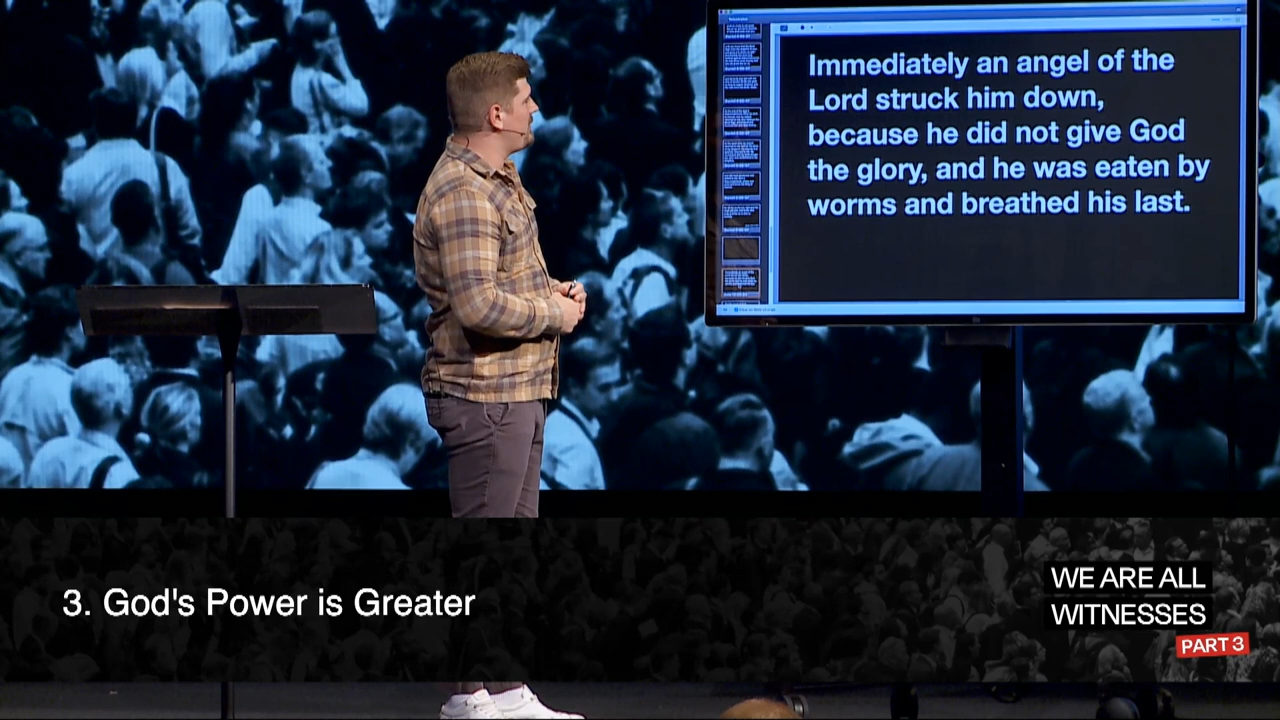 Immediately an angel of the
Lord struck him down,
because he did not give God
the glory, and he was eaten by
worms and breathed his last.
3. God's Power is Greater
WE ARE ALL
WITNESSES
PART 3